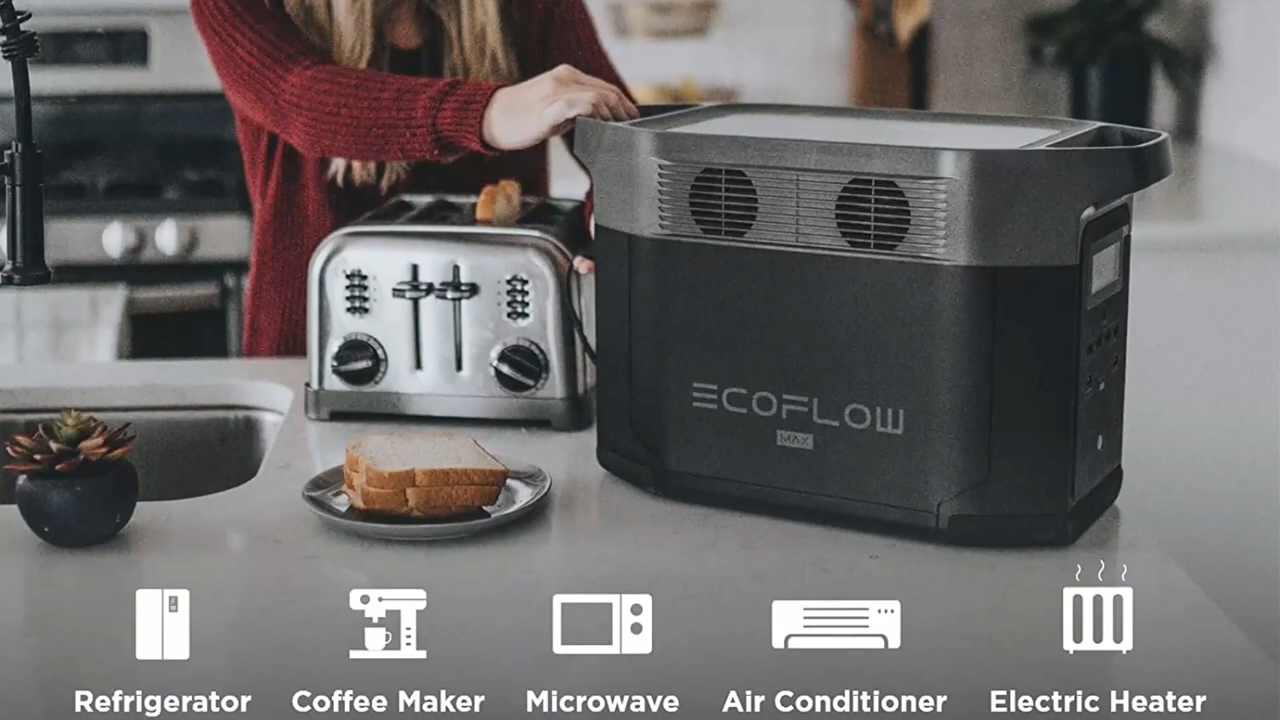 ECOFLOW
MAX
Refrigerator
Coffee Maker
Microwave
Air Conditioner
Electric Heater